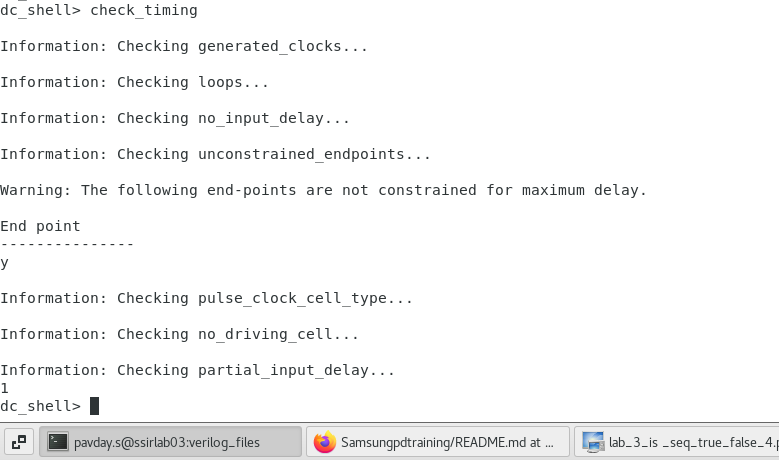 dc_shell> check_timing
Information: Checking generated_clocks...
Information: Checking loops...
Information: Checking no_input_delay...
Information: Checking unconstrained_endpoints...
Warning: The following end-points are not constrained for maximum delay.
End point
---------------
y
Information: Checking pulse_clock_cell_type...
Information: Checking no_driving_cell...
Information: Checking partial_input_delay...
1
dc_shell>
pavday.s@ssirlab03:verilog_files
Samsungpdtraining/README.md at ...
lab_3_is _seq_true_false_4.p